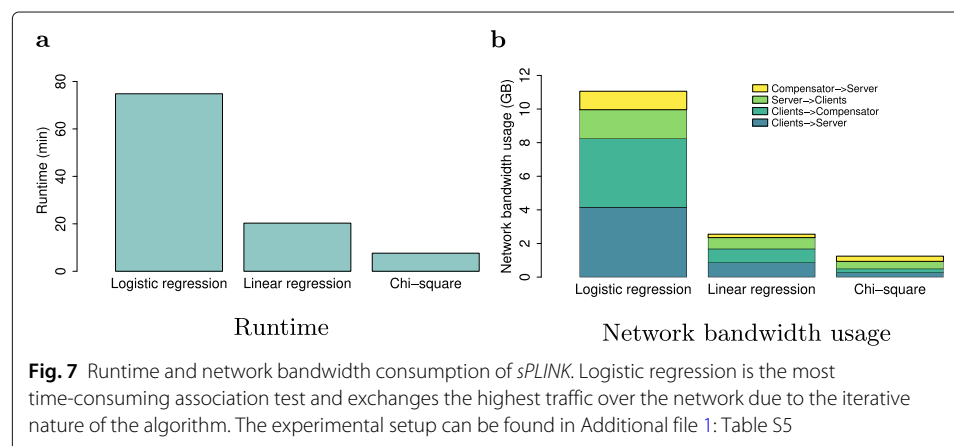 a
Runtime (min)
0
20
40
60
80
Logistic regression
Linear regression
Chi−square
Runtime
b
Network bandwidth usage (GB)
0
2
4
6
8
10
12
Compensator−>Server
Server−>Clients
Clients−>Compensator
Clients−>Server
Logistic regression
Linear regression
Chi−square
Network bandwidth usage
Fig. 7 Runtime and network bandwidth consumption of sPLINK. Logistic regression is the most
time-consuming association test and exchanges the highest traffic over the network due to the iterative
nature of the algorithm. The experimental setup can be found in Additional file 1: Table S5